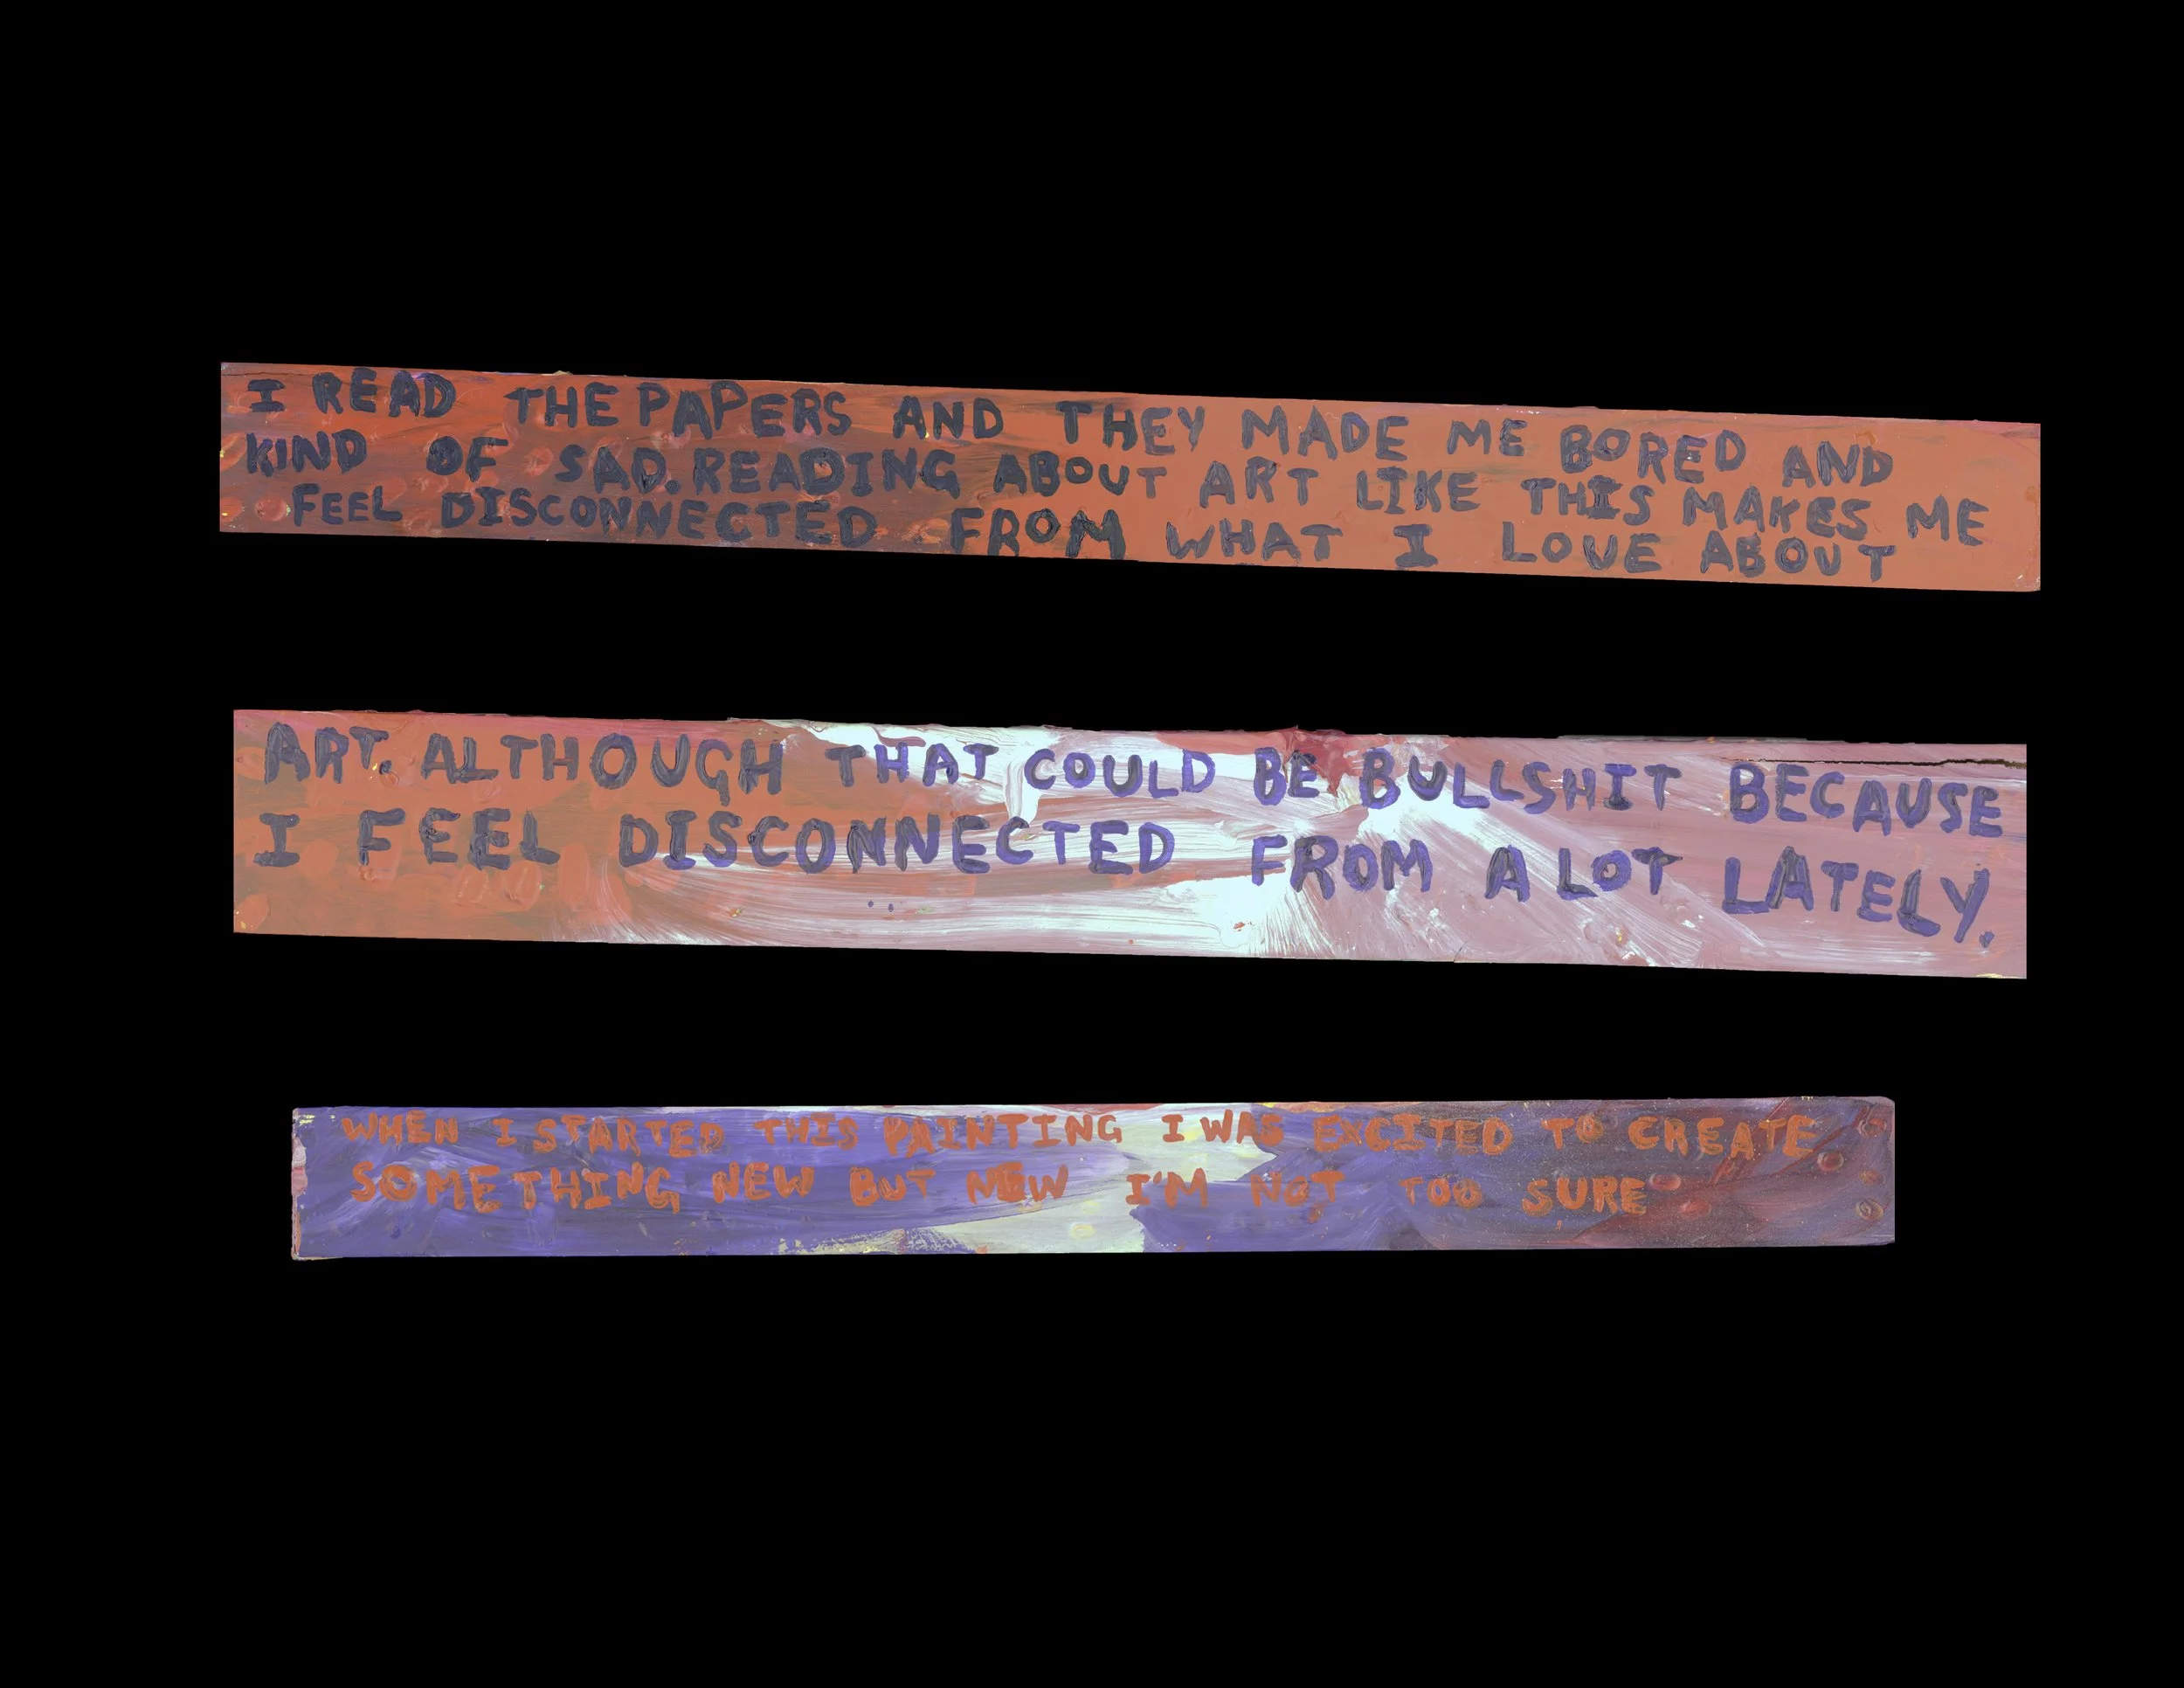 I READ THE PAPERS AND THEY MADE ME BORED AND
KIND OF SAD. READING ABOUT ART LIKE THIS MAKES ME
FEEL DISCONNECTED FROM WHAT I LOVE ABOUT
ART. ALTHOUGH THAT COULD BE BULLSHIT BECAUSE
I FEEL DISCONNECTED FROM A LOT LATELY.
WHEN I STARTED THIS PAINTING I WAS EXCITED TO CREATE
SOMETHING NEW BUT NOW I'M NOT TOO SURE